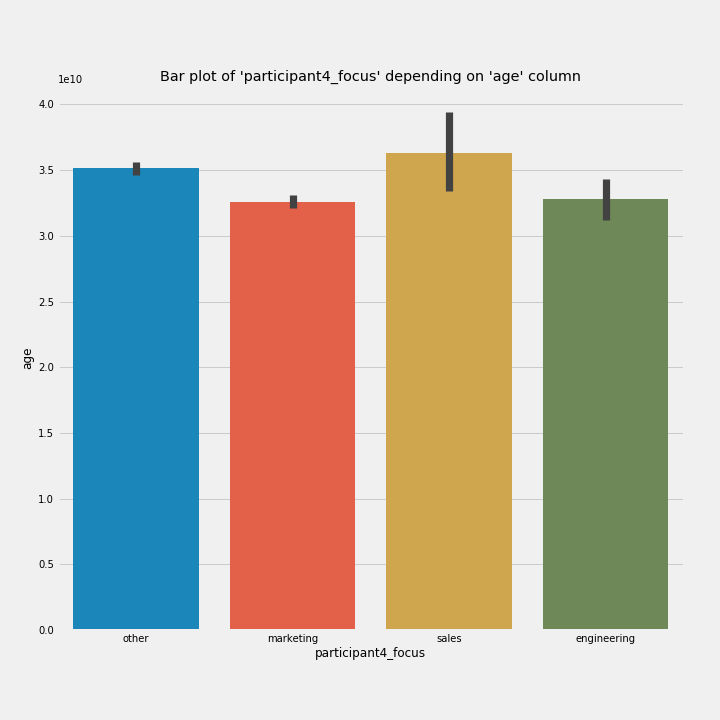 Bar plot of 'participant4_focus' depending on 'age' column
1e10
4.0
3.5
3.0
2.5
2.0
1.5
1.0
0.5
0.0
age
other marketing sales engineering
participant4_focus